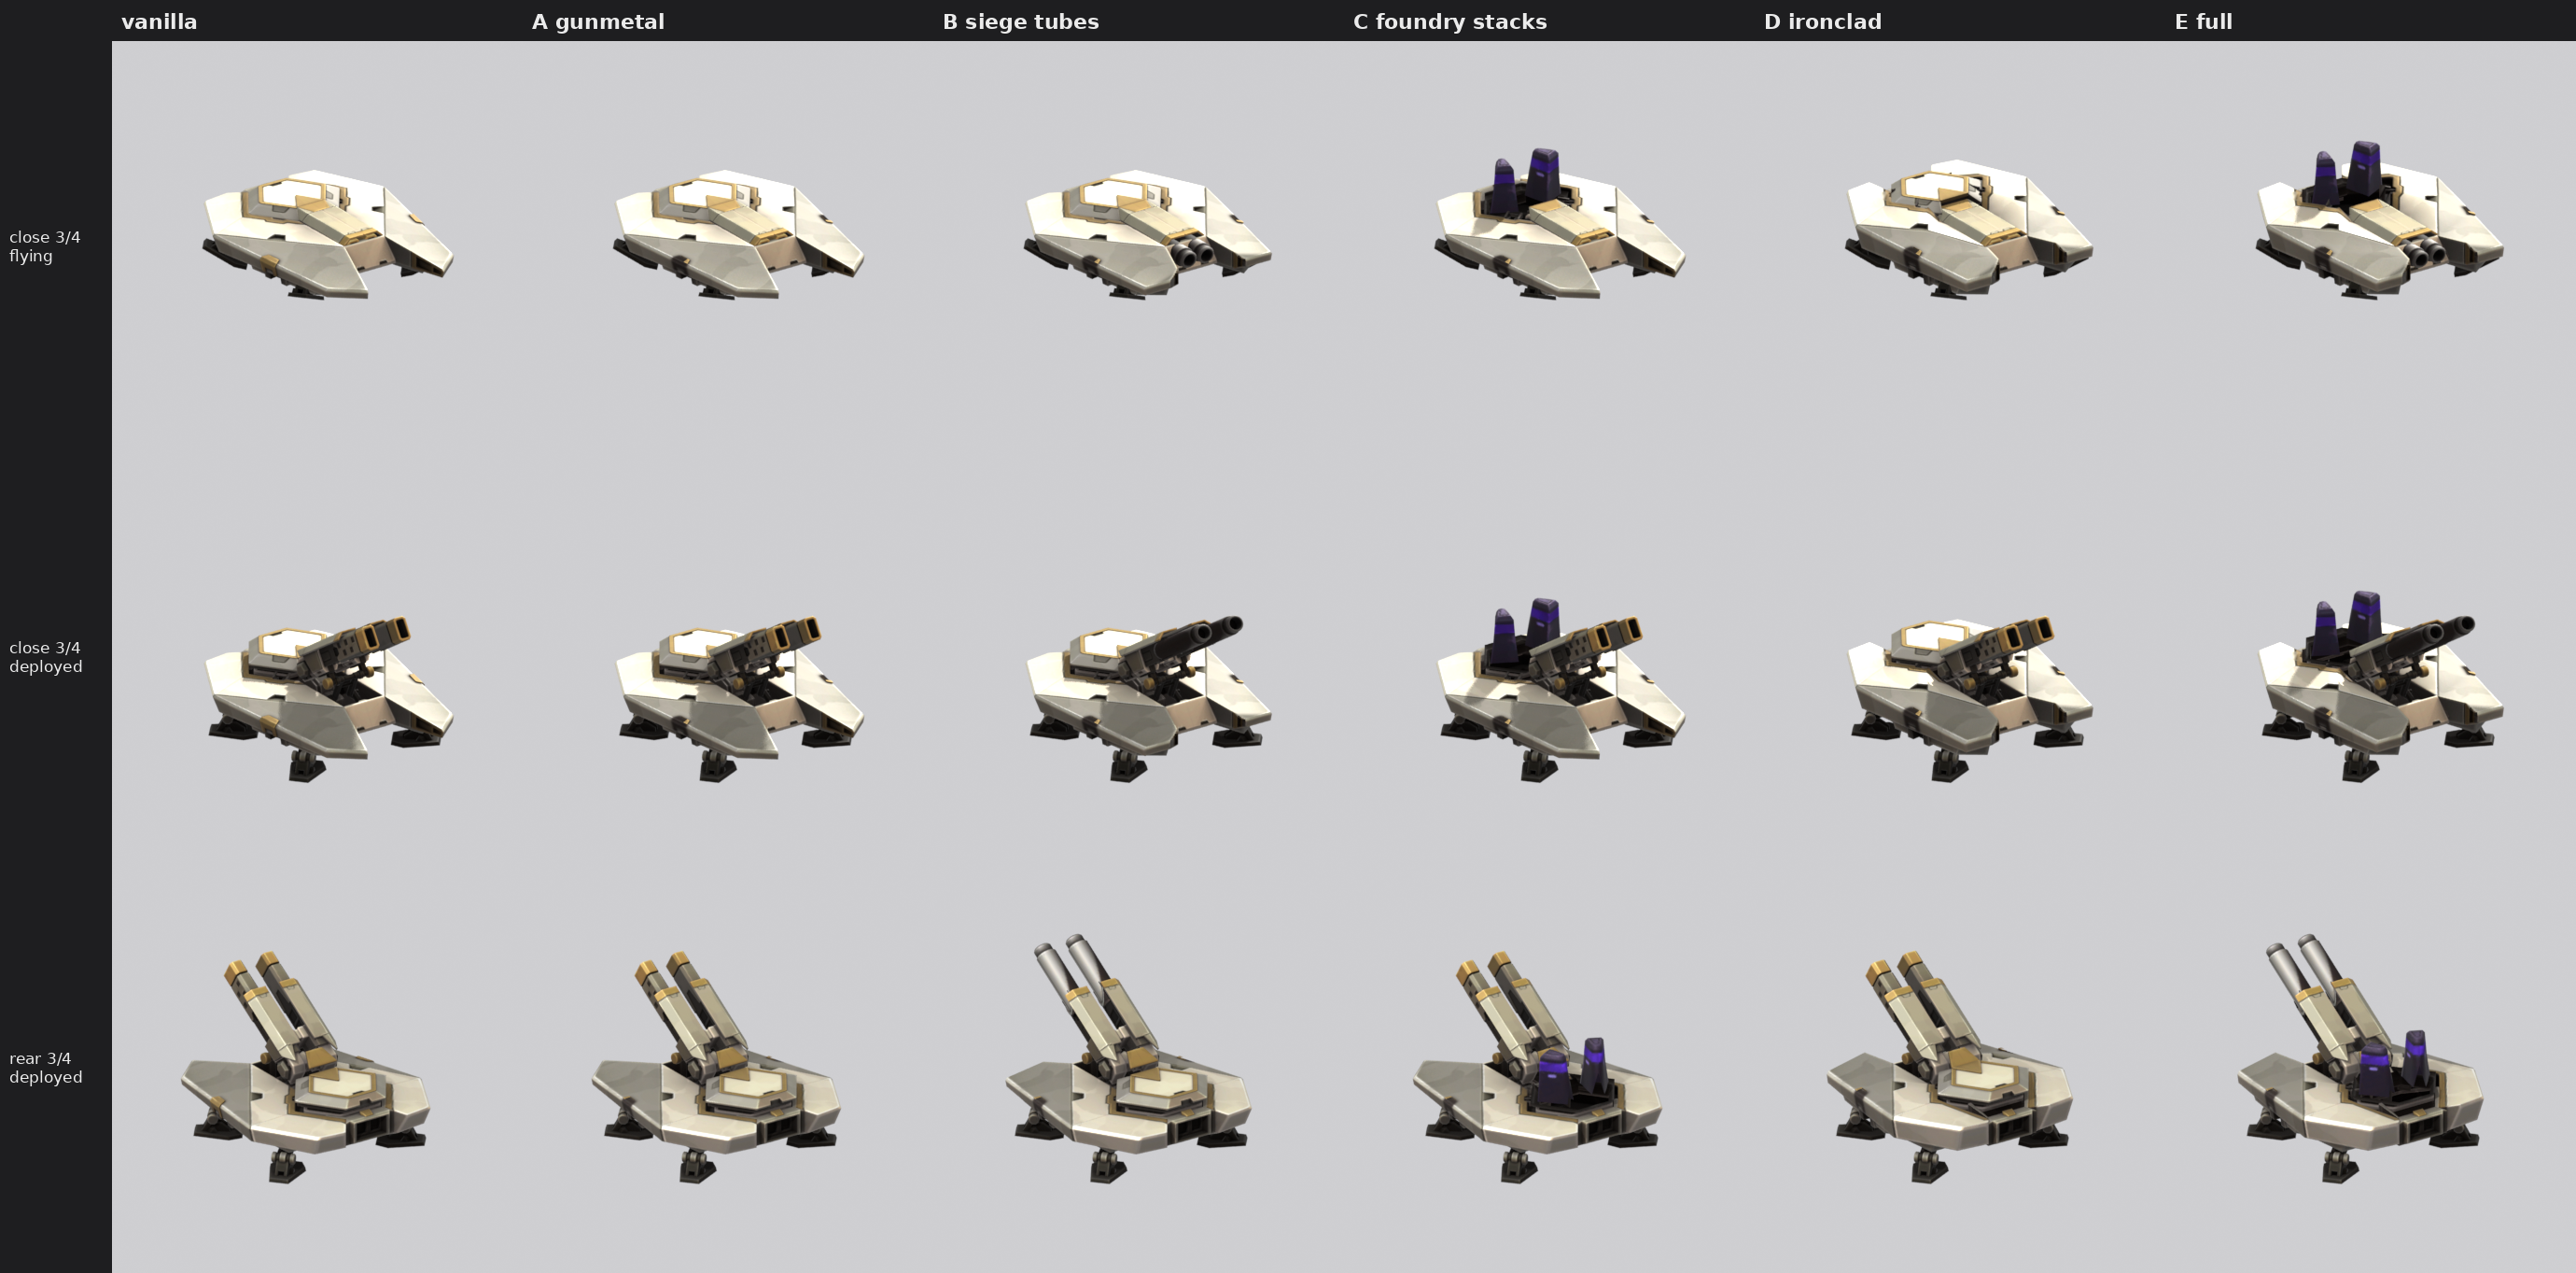 vanilla
A gunmetal
B siege tubes
C foundry stacks
D ironclad
E full
close 3/4
flying
close 3/4
deployed
rear 3/4
deployed